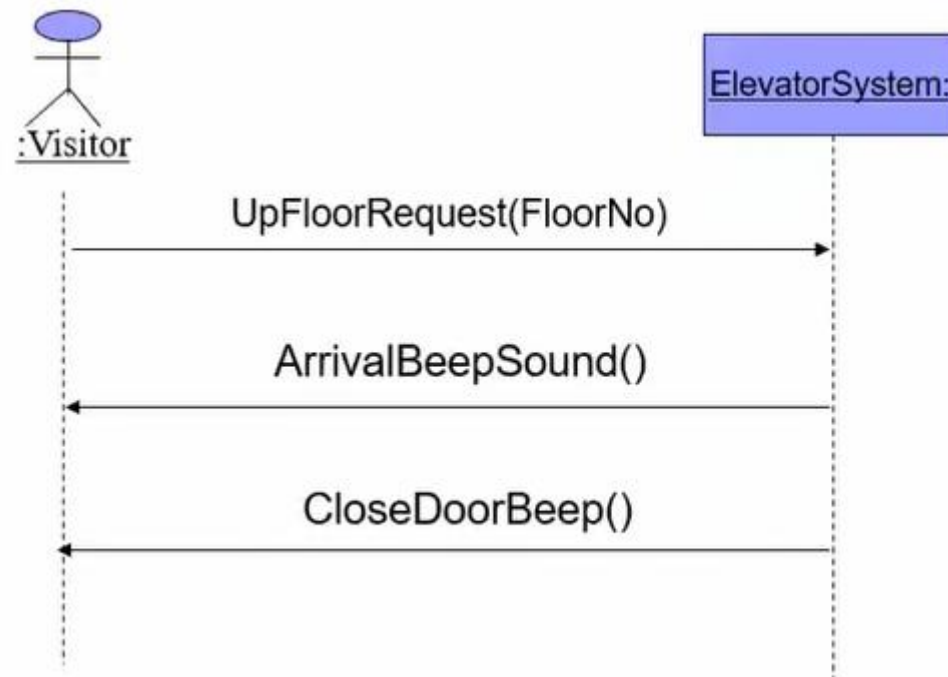 :Visitor
ElevatorSystem:
UpFloorRequest(FloorNo)
ArrivalBeepSound()
CloseDoorBeep()